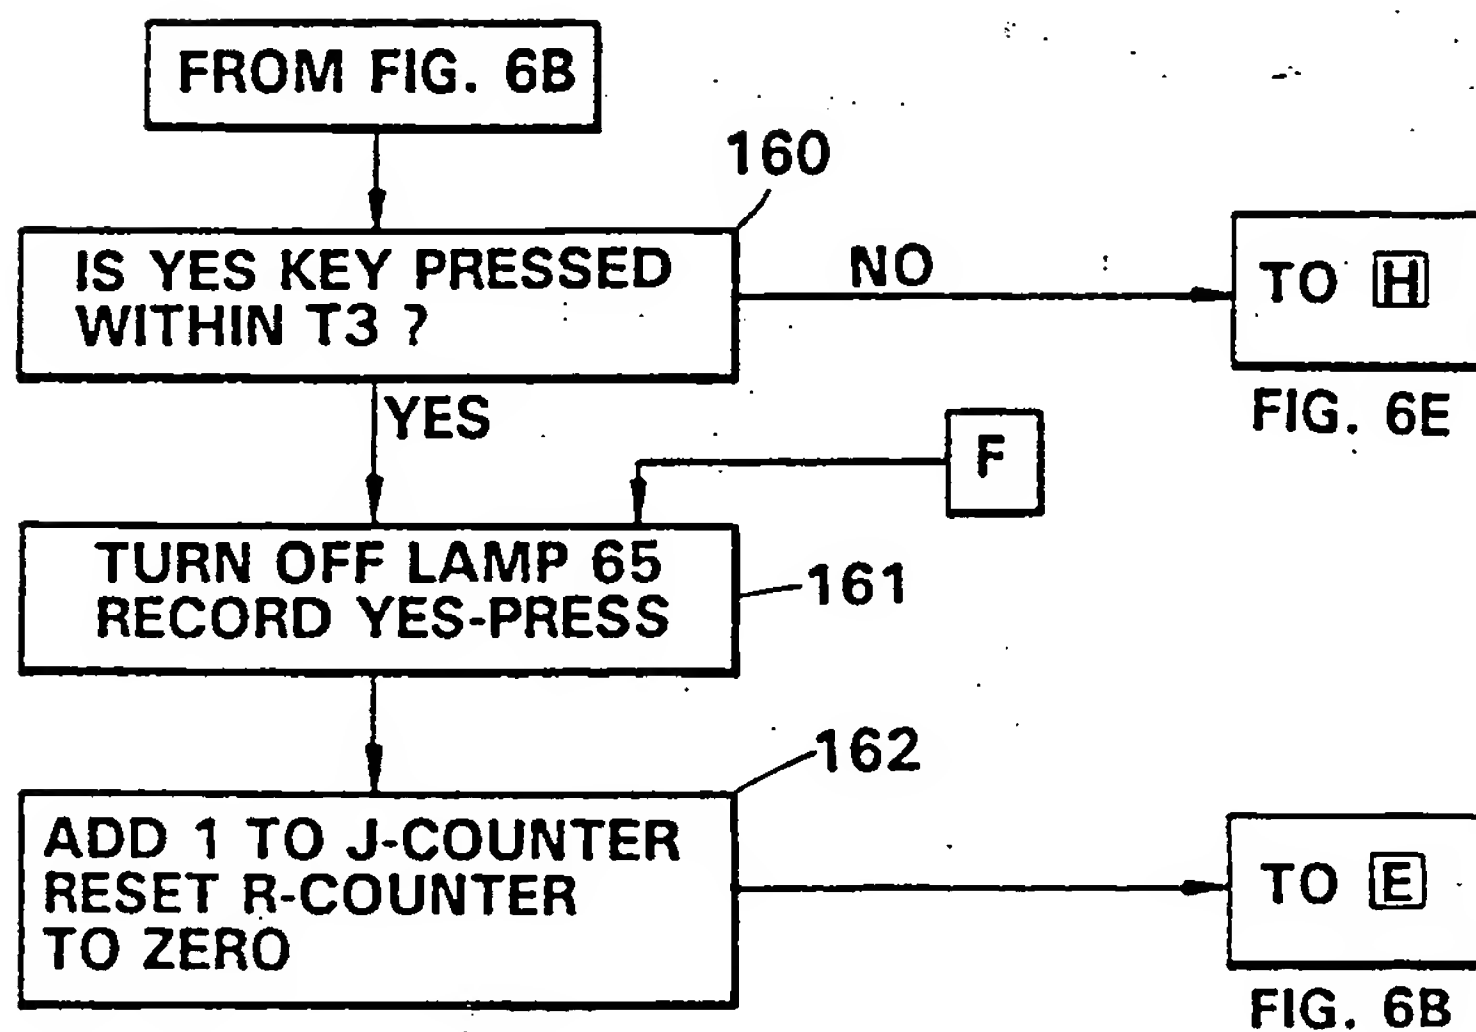 FROM FIG. 6B
160
IS YES KEY PRESSED
WITHIN T3 ?
NO
TO H
FIG. 6E
YES
F
TURN OFF LAMP 65
RECORD YES-PRESS
161
162
ADD 1 TO J-COUNTER
RESET R-COUNTER
TO ZERO
TO E
FIG. 6B